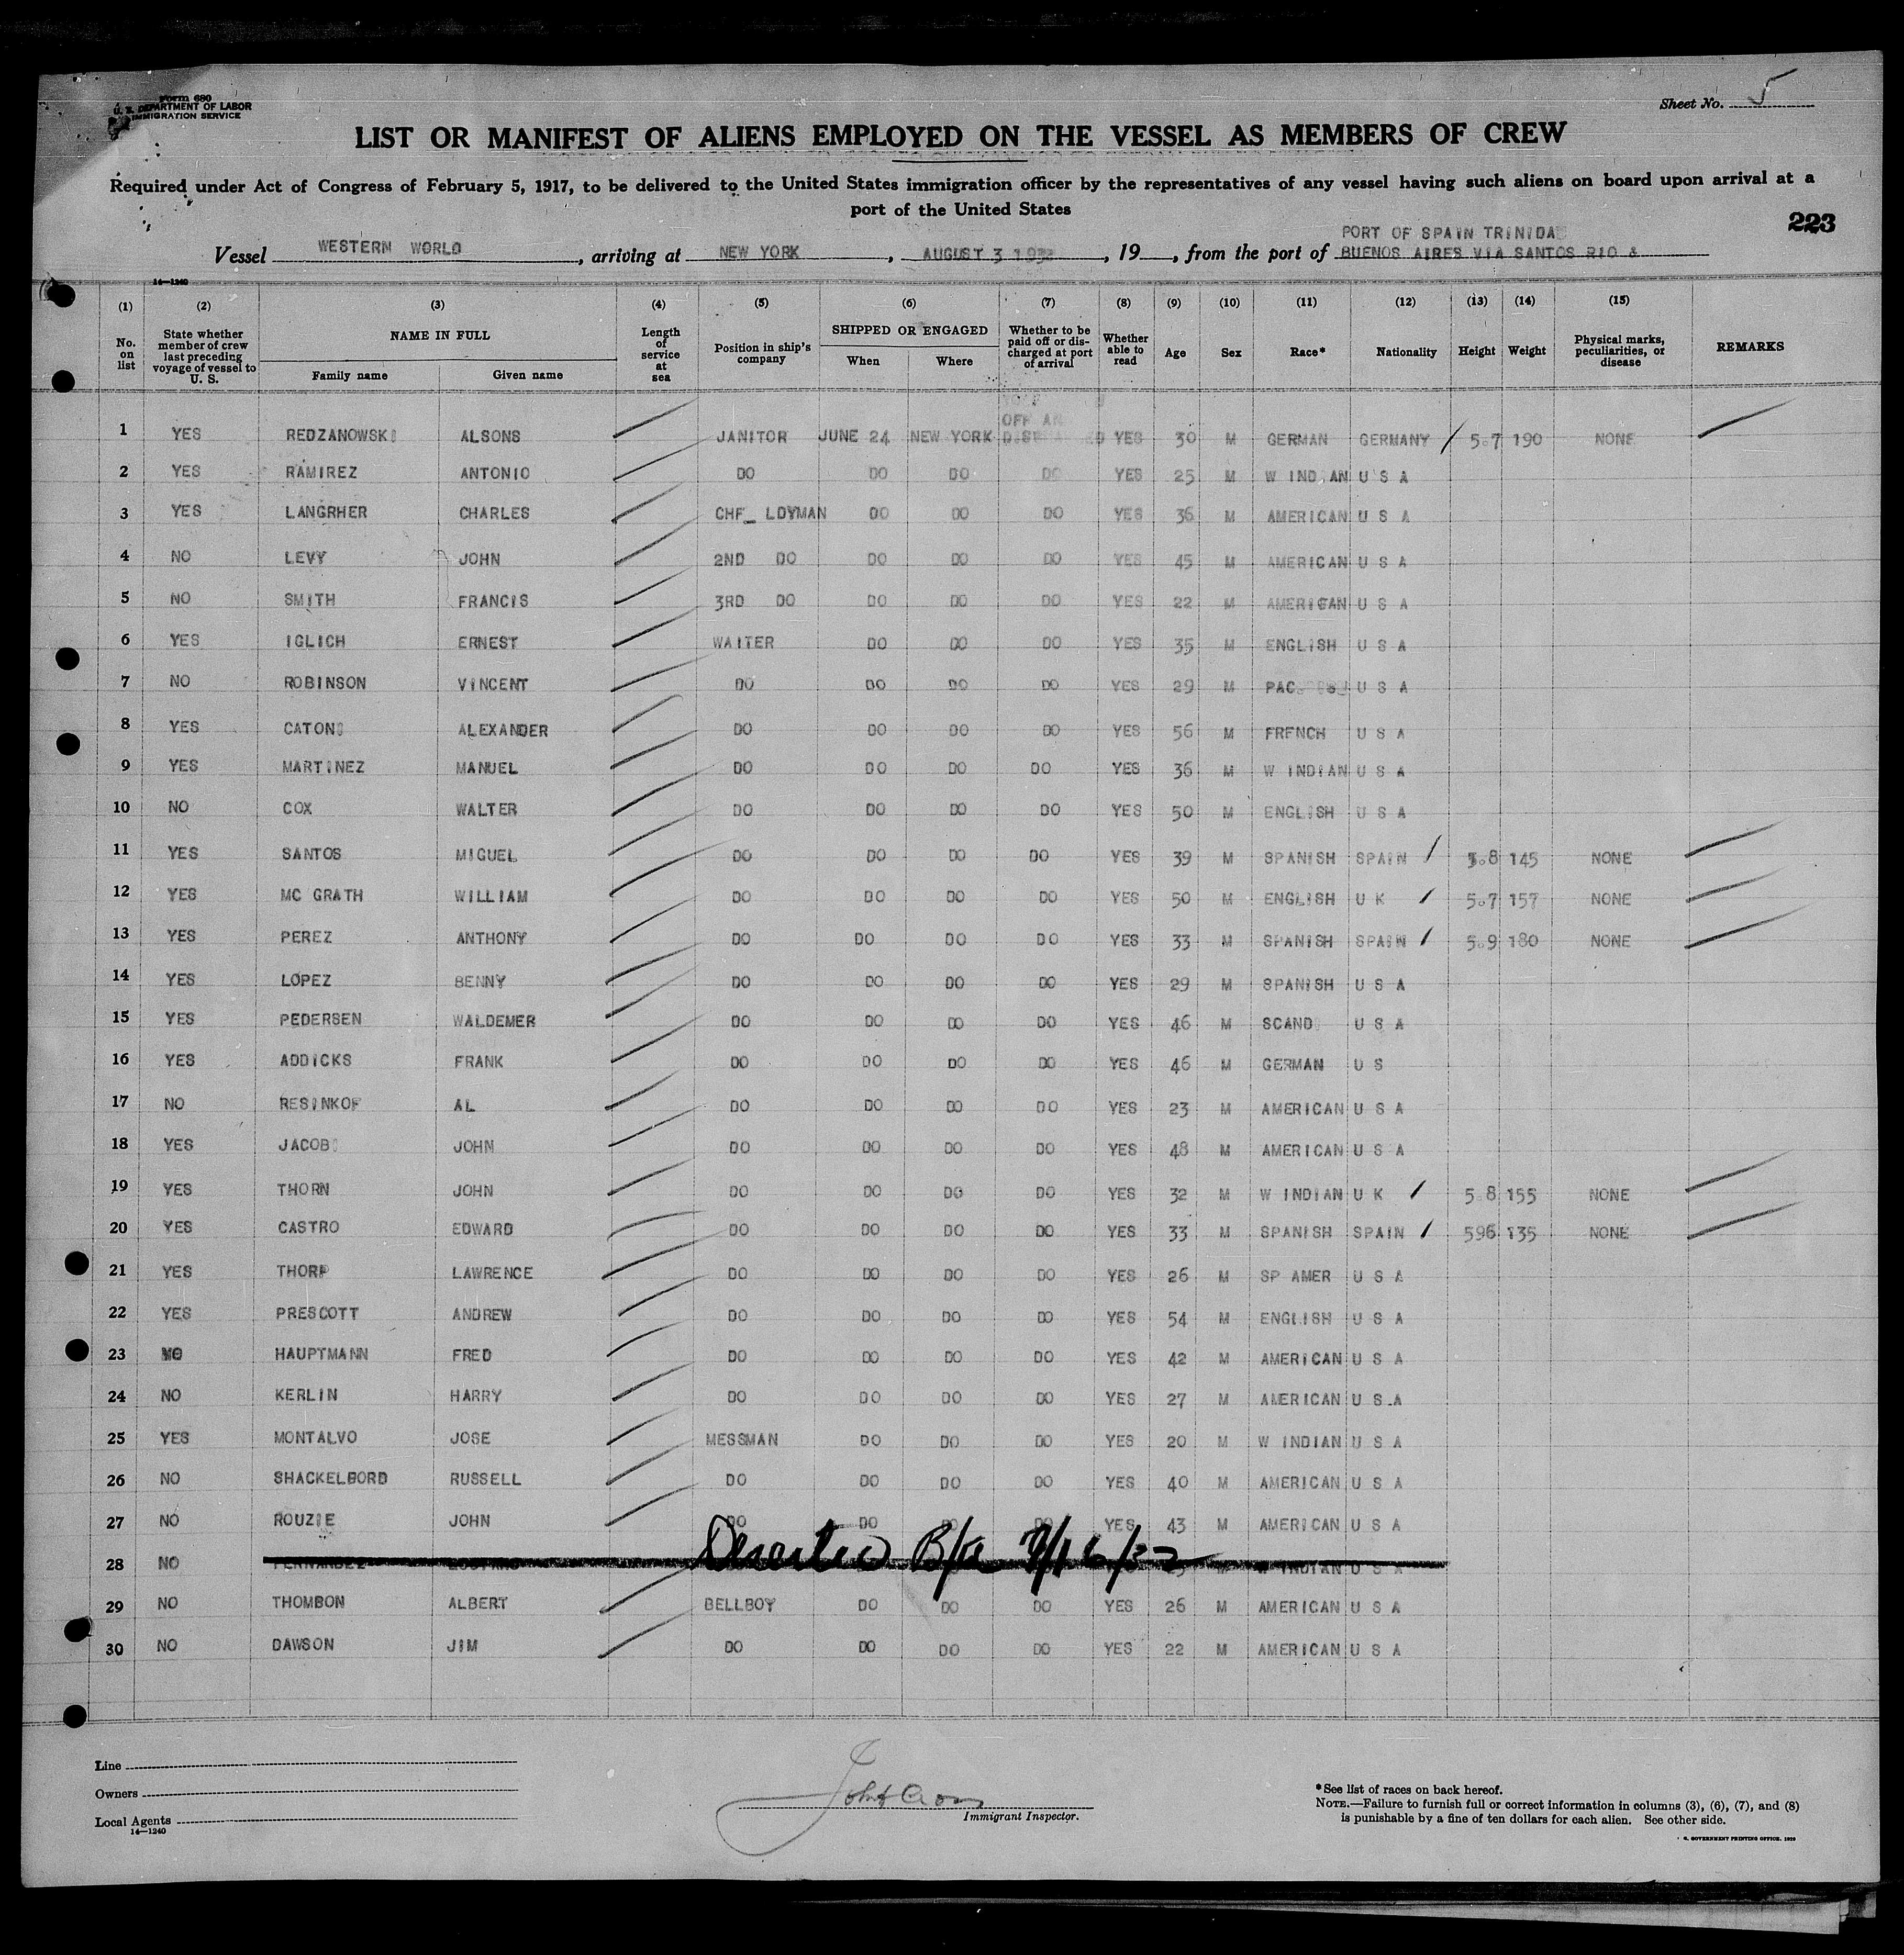 Form 680
U. S. DEPARTMENT OF LABOR
IMMIGRATION SERVICE
Sheet No. 5
LIST OR MANIFEST OF ALIENS EMPLOYED ON THE VESSEL AS MEMBERS OF CREW
Required under Act of Congress of February 5, 1917, to be delivered to the United States immigration officer by the representatives of any vessel having such aliens on board upon arrival at a
port of the United States
223
PORT OF SPAIN
Vessel WESTERN WORLD, arriving at NEW YORK, AUGUST 3 1932, 19, from the port of BUENOS AIRES VIA SANTOS RIO &
14—1240
(1) (2) (3) (4) (5) (6) (7) (8) (9) (10) (11) (12) (13) (14) (15)
No. on list State whether member of crew last preceding voyage of vessel to U. S. NAME IN FULL Family name Given name Length of service at sea Position in ship's company SHIPPED OR ENGAGED When Where Whether to be paid off or discharged at port of arrival Whether able to read Age Sex Race* Nationality Height Weight Physical marks, peculiarities, or disease REMARKS
1 YES REDZANOWSKI ALSONS JANITOR JUNE 24 NEW YORK OFF YES 30 M GERMAN GERMANY 5.7 190 NONE
2 YES RAMIREZ ANTONIO DO DO DO DO YES 25 M W INDIAN U S A
3 YES LANGRHER CHARLES CHF_ LDYMAN DO DO DO YES 36 M AMERICAN U S A
4 NO LEVY JOHN 2ND DO DO DO DO YES 45 M AMERICAN U S A
5 NO SMITH FRANCIS 3RD DO DO DO DO YES 22 M AMERICAN U S A
6 YES IGLICH ERNEST WAITER DO DO DO YES 35 M ENGLISH U S A
7 NO ROBINSON VINCENT DO DO DO DO YES 29 M U S A
8 YES ALEXANDER DO DO DO DO YES 56 M FRENCH U S A
9 YES MARTINEZ MANUEL DO DO DO DO YES 36 M W INDIAN U S A
10 NO COX WALTER DO DO DO DO YES 50 M ENGLISH U S A
11 YES SANTOS MIGUEL DO DO DO DO YES 39 M SPANISH SPAIN 5.8 145 NONE
12 YES MC GRATH WILLIAM DO DO DO DO YES 50 M ENGLISH U K 5.7 157 NONE
13 YES PEREZ ANTHONY DO DO DO DO YES 33 M SPANISH SPAIN 5.9 180 NONE
14 YES LOPEZ BENNY DO DO DO DO YES 29 M SPANISH U S A
15 YES PEDERSEN WALDEMER DO DO DO DO YES 46 M SCAND U S A
16 YES ADDICKS FRANK DO DO DO DO YES 46 M GERMAN U S
17 NO RESINKOF AL DO DO DO DO YES 23 M AMERICAN U S A
18 YES JACOBI JOHN DO DO DO DO YES 48 M AMERICAN U S A
19 YES THORN JOHN DO DO DO DO YES 32 M W INDIAN U K 5 8 155 NONE
20 YES CASTRO EDWARD DO DO DO DO YES 33 M SPANISH SPAIN 596 135 NONE
21 YES THORP LAWRENCE DO DO DO DO YES 26 M SP AMER U S A
22 YES PRESCOTT ANDREW DO DO DO DO YES 54 M ENGLISH U S A
23 NO HAUPTMANN FRED DO DO DO DO YES 42 M AMERICAN U S A
24 NO KERLIN HARRY DO DO DO DO YES 27 M AMERICAN U S A
25 YES MONTALVO JOSE MESSMAN DO DO DO YES 20 M W INDIAN U S A
26 NO SHACKELBORD RUSSELL DO DO DO DO YES 40 M AMERICAN U S A
27 NO ROUZIE JOHN DO DO DO DO YES 43 M AMERICAN U S A
28 NO FERNANDEZ Deserted B/A 7/16/32 M W INDIAN U S A
29 NO THOMBON ALBERT BELLBOY DO DO DO YES 26 M AMERICAN U S A
30 NO DAWSON JIM DO DO DO DO YES 22 M AMERICAN U S A
Line
Owners
Local Agents
14—1240
Immigrant Inspector.
*See list of races on back hereof.
NOTE.—Failure to furnish full or correct information in columns (3), (6), (7), and (8)
is punishable by a fine of ten dollars for each alien. See other side.
GOVERNMENT PRINTING OFFICE. 1929